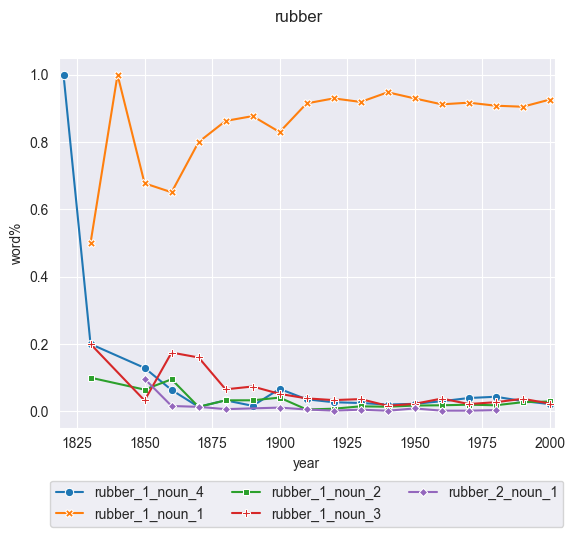 rubber
1.0
0.8
0.6
0.4
0.2
0.0
word%
1825 1850 1875 1900 1925 1950 1975 2000
year
rubber_1_noun_4 rubber_1_noun_2 rubber_2_noun_1
rubber_1_noun_1 rubber_1_noun_3